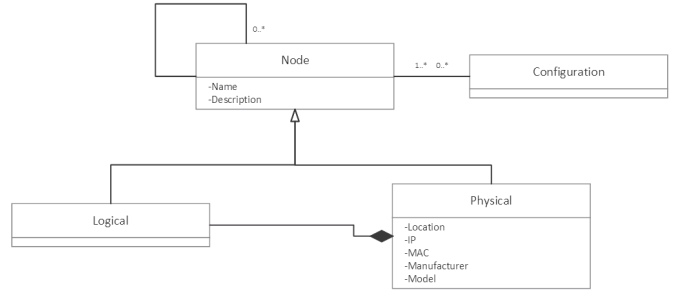 0..*
Node
-Name
-Description
1..* 0..*
Configuration
Logical
Physical
-Location
-IP
-MAC
-Manufacturer
-Model